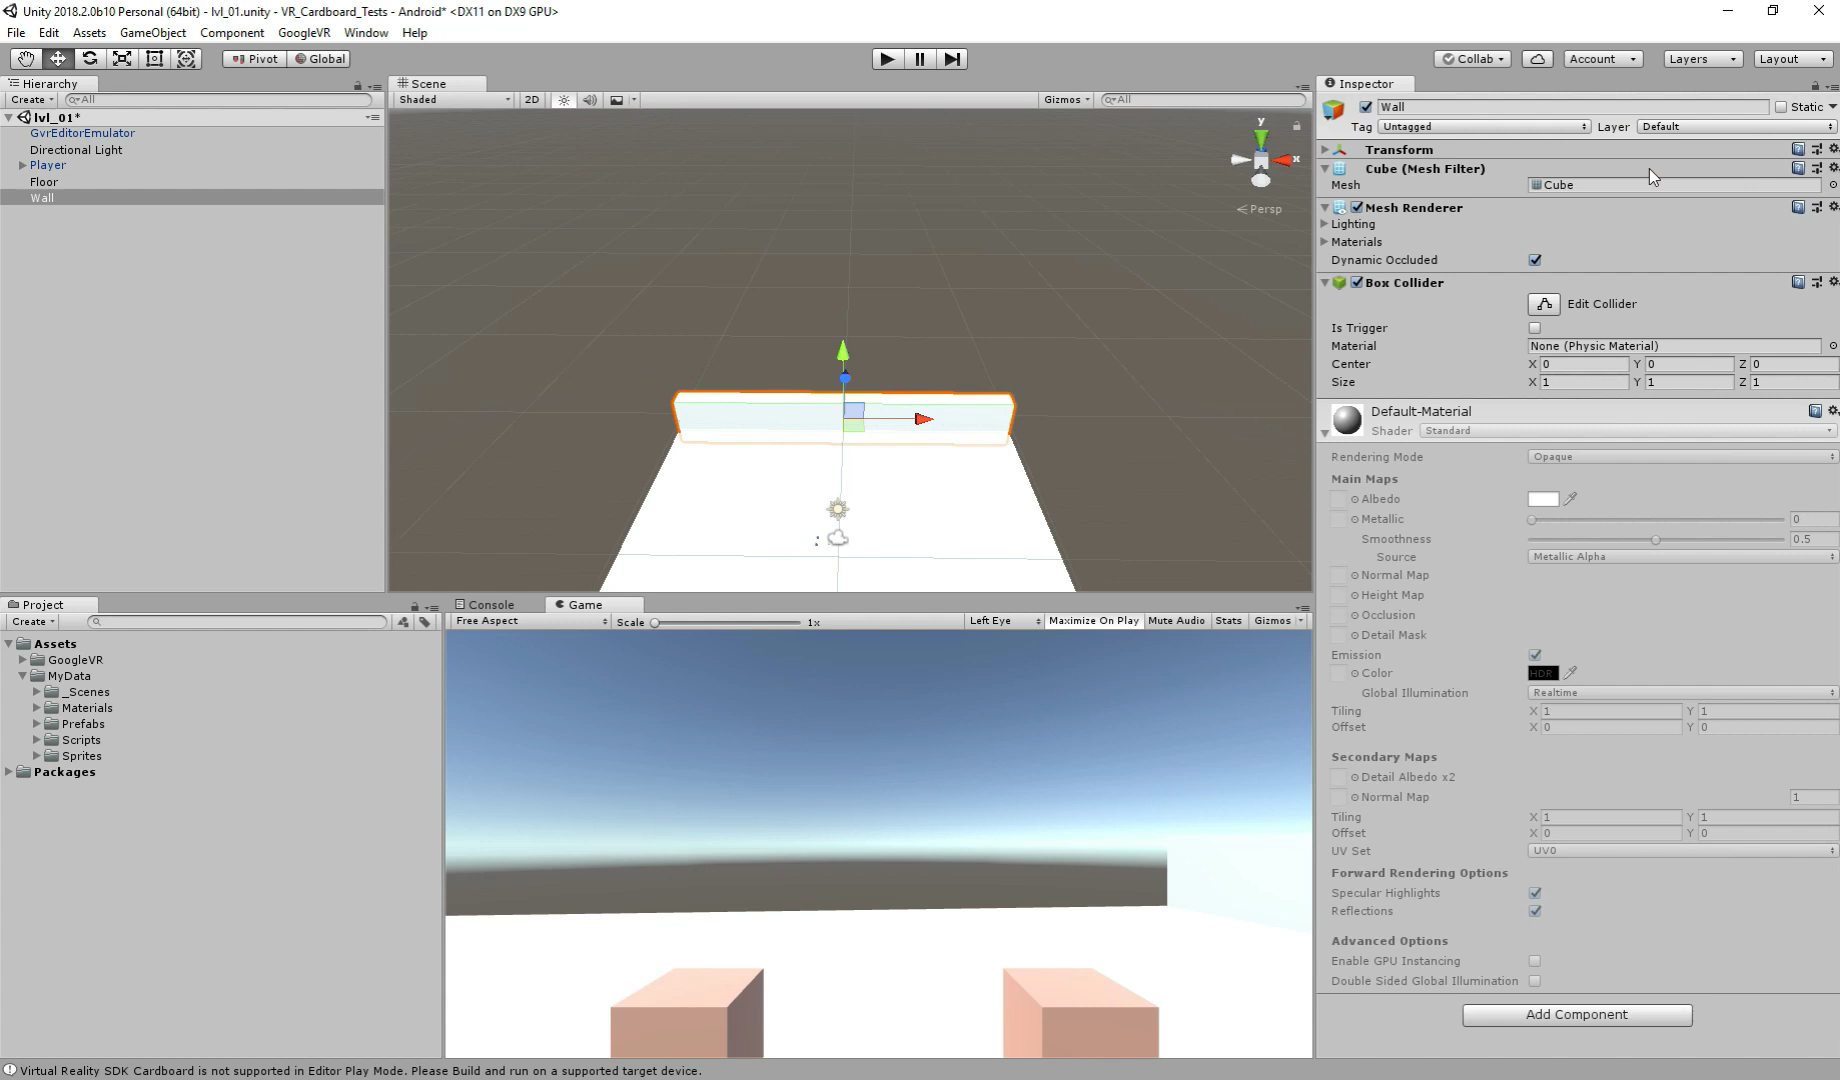 Unity 2018.2.0b10 Personal (64bit) - lvl_01.unity - VR_Cardboard_Tests - Android* <DX11 on DX9 GPU>
File Edit Assets GameObject Component GoogleVR Window Help
Pivot Global Collab Account Layers Layout
Hierarchy
Create All
lvl_01*
GvrEditorEmulator
Directional Light
Player
Floor
Wall
Scene
Shaded 2D Gizmos All
y
x
Persp
Project
Create
Assets
GoogleVR
MyData
_Scenes
Materials
Prefabs
Scripts
Sprites
Packages
Console Game
Free Aspect Scale 1x Left Eye Maximize On Play Mute Audio Stats Gizmos
Inspector
Wall Static
Tag Untagged Layer Default
Transform
Cube (Mesh Filter)
Mesh Cube
Mesh Renderer
Lighting
Materials
Dynamic Occluded
Box Collider
Edit Collider
Is Trigger
Material None (Physic Material)
Center X 0 Y 0 Z 0
Size X 1 Y 1 Z 1
Default-Material
Shader Standard
Rendering Mode Opaque
Main Maps
Albedo
Metallic 0
Smoothness 0.5
Source Metallic Alpha
Normal Map
Height Map
Occlusion
Detail Mask
Emission
Color HDR
Global Illumination Realtime
Tiling X 1 Y 1
Offset X 0 Y 0
Secondary Maps
Detail Albedo x2
Normal Map 1
Tiling X 1 Y 1
Offset X 0 Y 0
UV Set UV0
Forward Rendering Options
Specular Highlights
Reflections
Advanced Options
Enable GPU Instancing
Double Sided Global Illumination
Add Component
Virtual Reality SDK Cardboard is not supported in Editor Play Mode. Please Build and run on a supported target device.